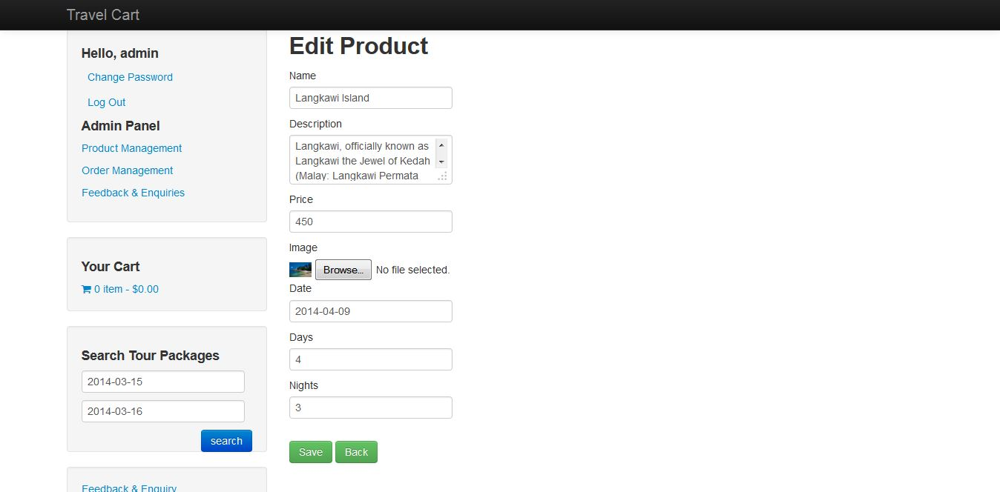 Travel Cart
Hello, admin
Change Password
Log Out
Admin Panel
Product Management
Order Management
Feedback & Enquiries
Your Cart
0 item - $0.00
Search Tour Packages
2014-03-15
2014-03-16
search
Feedback & Enquiry
Edit Product
Name
Langkawi Island
Description
Langkawi, officially known as
Langkawi the Jewel of Kedah
(Malay: Langkawi Permata
Price
450
Image
Browse... No file selected.
Date
2014-04-09
Days
4
Nights
3
Save Back